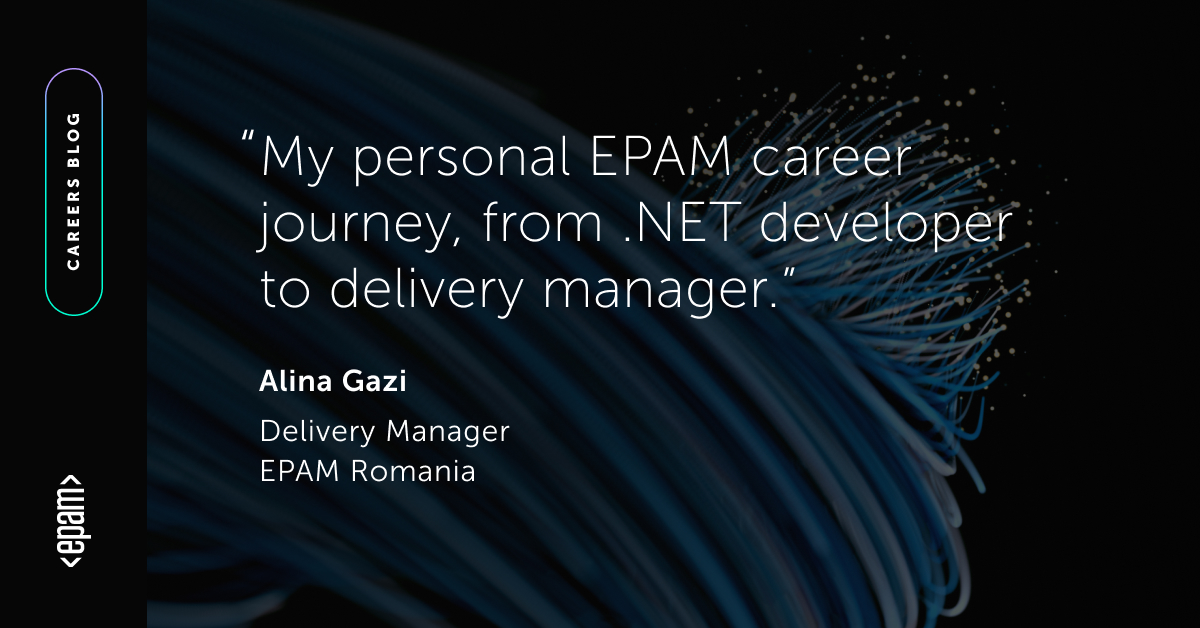 CAREERS BLOG
“My personal EPAM career
journey, from .NET developer
to delivery manager.”
Alina Gazi
Delivery Manager
EPAM Romania
<epam>